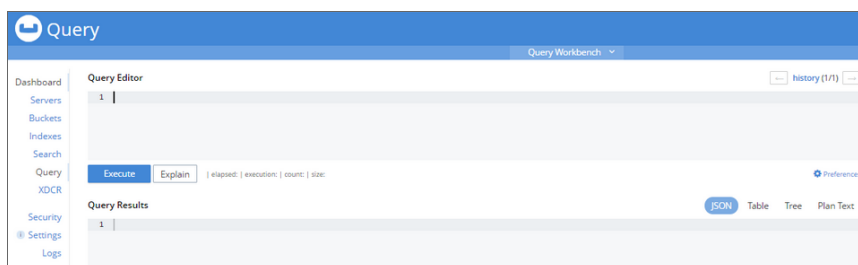 Query
Query Workbench
Dashboard
Servers
Buckets
Indexes
Search
Query
XDCR
Security
Settings
Logs
Query Editor
history (1/1)
1
Execute
Explain
| elapsed: | execution: | count: | size:
Preference
Query Results
JSON
Table
Tree
Plan Text
1